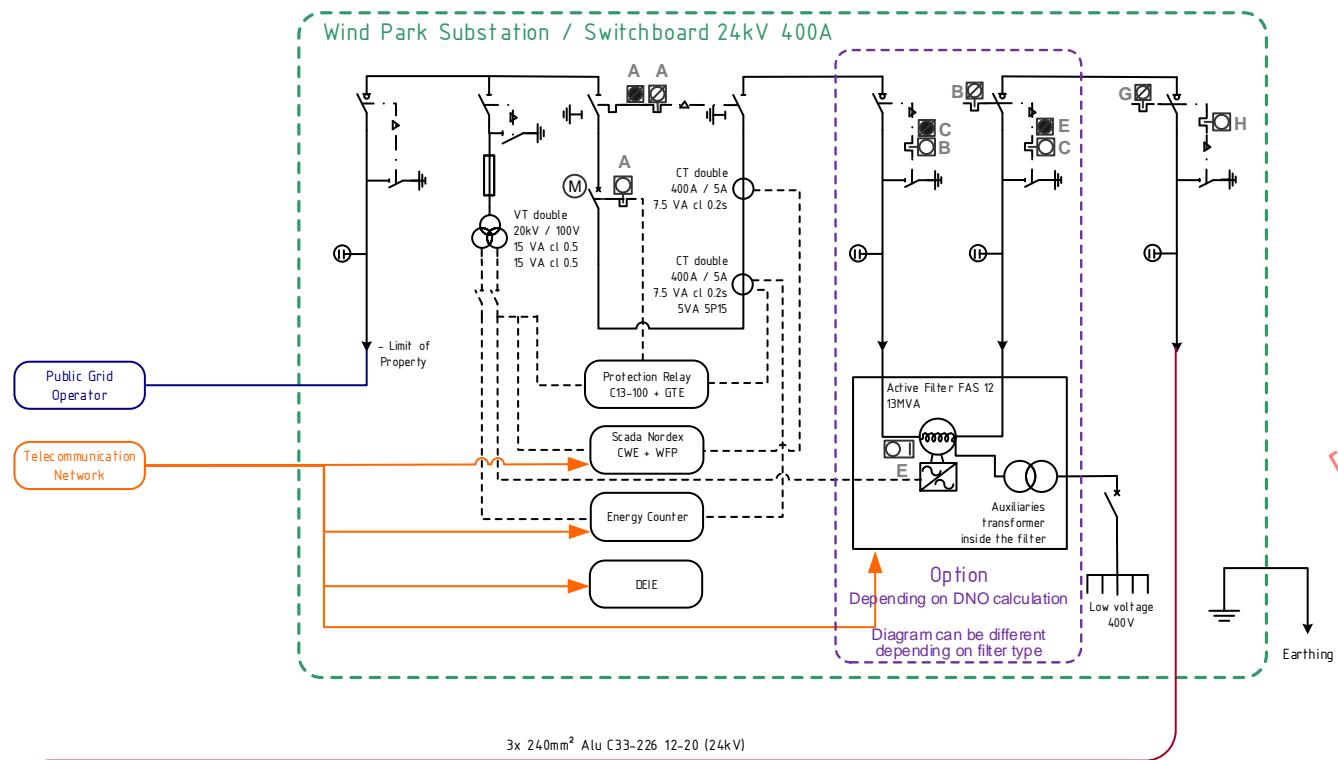 Wind Park Substation / Switchboard 24kV 400A
A
A
B
C
B
E
C
G
H
M
A
CT double
400A / 5A
7.5 VA cl 0.2s
VT double
20kV / 100V
15 VA cl 0.5
15 VA cl 0.5
CT double
400A / 5A
7.5 VA cl 0.2s
5VA 5P15
- Limit of
Property
Public Grid
Operator
Protection Relay
C13-100 + GTE
Active Filter FAS 12
13MVA
E
Telecommunication
Network
Scada Nordex
CWE + WFP
Energy Counter
Auxiliaries
transformer
inside the filter
DEIE
Option
Depending on DNO calculation
Diagram can be different
depending on filter type
Low voltage
400V
Earthing
3x 240mm² Alu C33-226 12-20 (24kV)